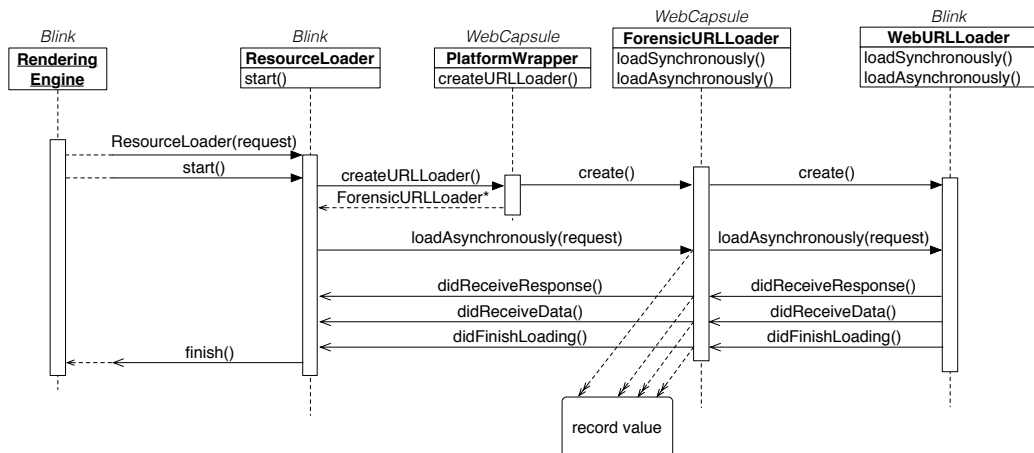 Blink
Rendering
Engine
Blink
ResourceLoader
start()
WebCapsule
PlatformWrapper
createURLLoader()
WebCapsule
ForensicURLLoader
loadSynchronously()
loadAsynchronously()
Blink
WebURLLoader
loadSynchronously()
loadAsynchronously()
ResourceLoader(request)
start()
createURLLoader()
create()
create()
ForensicURLLoader*
loadAsynchronously(request)
loadAsynchronously(request)
didReceiveResponse()
didReceiveResponse()
didReceiveData()
didReceiveData()
didFinishLoading()
didFinishLoading()
finish()
record value